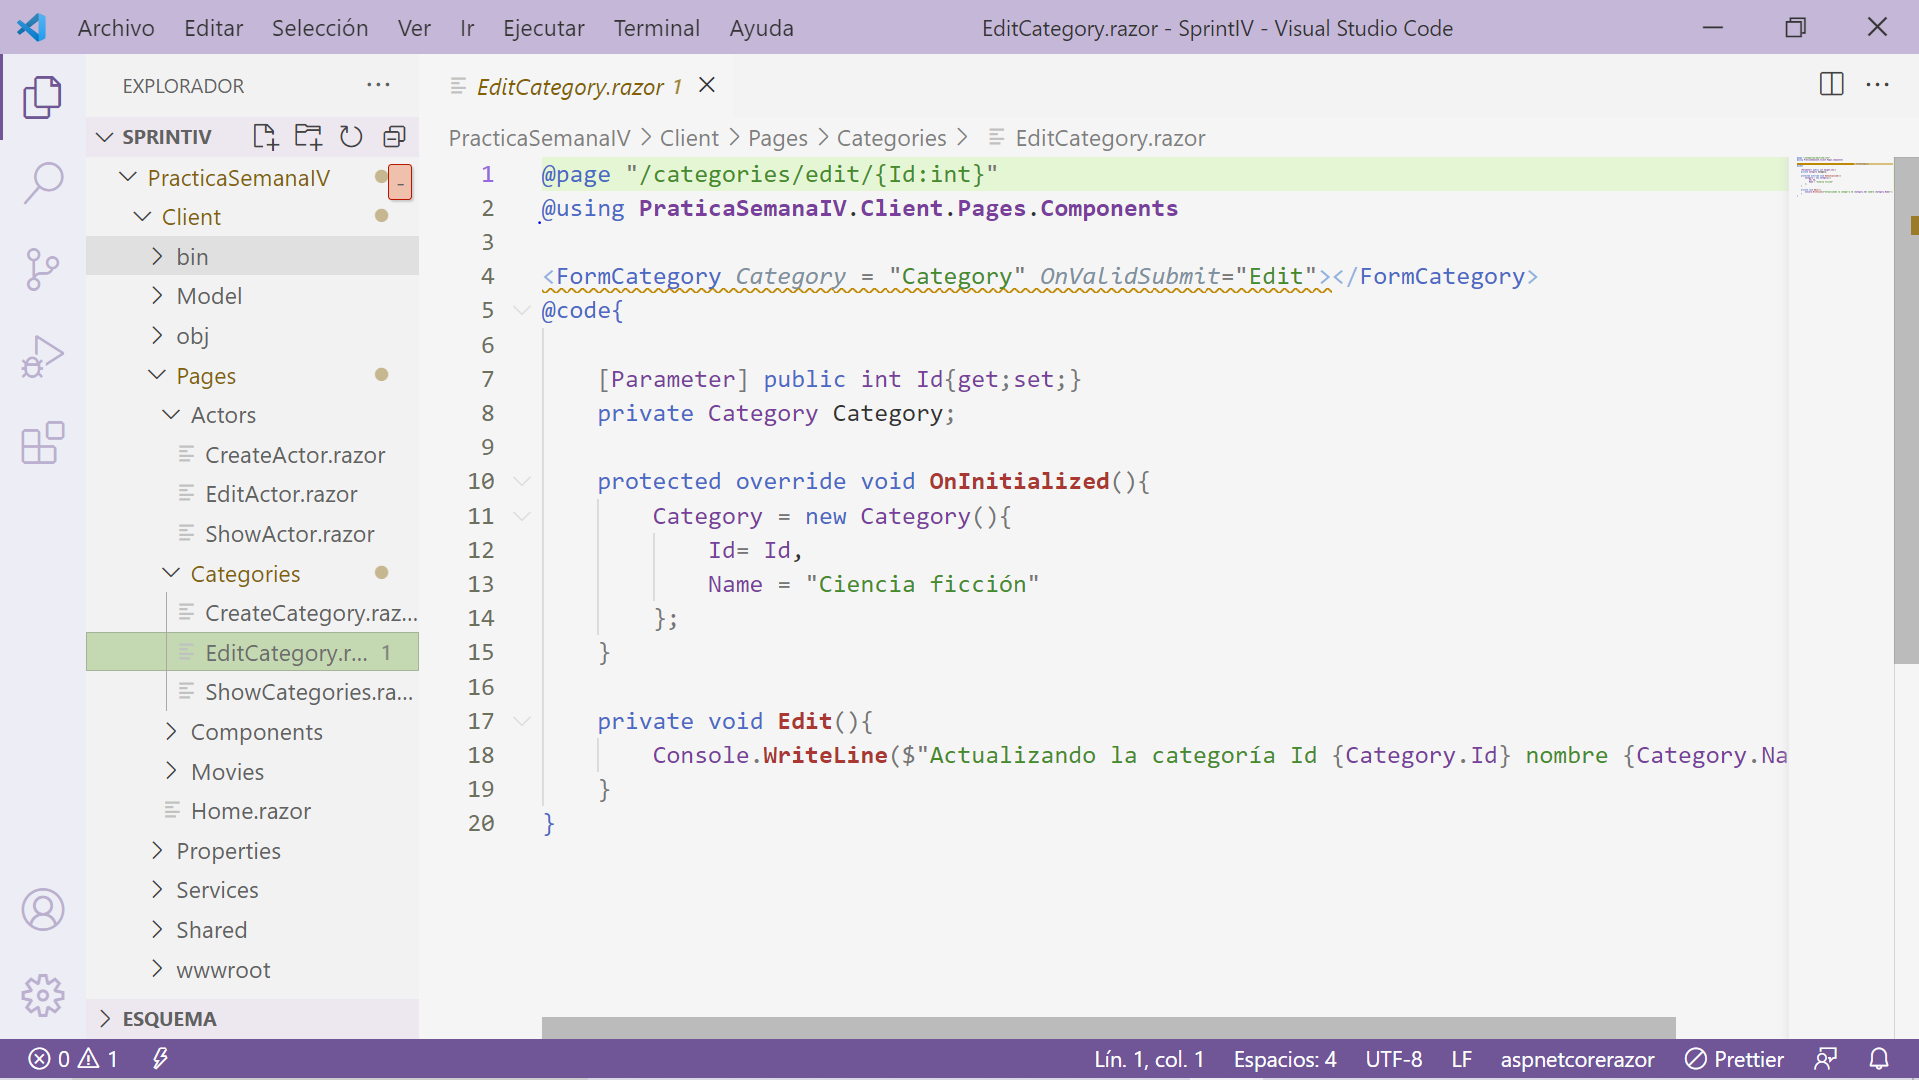 Archivo Editar Selección Ver Ir Ejecutar Terminal Ayuda EditCategory.razor - SprintIV - Visual Studio Code
EXPLORADOR ···
SPRINTIV
PracticaSemanaIV -
Client
bin
Model
obj
Pages
Actors
CreateActor.razor
EditActor.razor
ShowActor.razor
Categories
CreateCategory.raz...
EditCategory.r... 1
ShowCategories.ra...
Components
Movies
Home.razor
Properties
Services
Shared
wwwroot
ESQUEMA
EditCategory.razor 1
PracticaSemanaIV > Client > Pages > Categories > EditCategory.razor
1 @page "/categories/edit/{Id:int}"
2 @using PraticaSemanaIV.Client.Pages.Components
3
4 <FormCategory Category = "Category" OnValidSubmit="Edit"></FormCategory>
5 @code{
6
7 [Parameter] public int Id{get;set;}
8 private Category Category;
9
10 protected override void OnInitialized(){
11 Category = new Category(){
12 Id= Id,
13 Name = "Ciencia ficción"
14 };
15 }
16
17 private void Edit(){
18 Console.WriteLine($"Actualizando la categoría Id {Category.Id} nombre {Category.Na
19 }
20 }
0 1 Lín. 1, col. 1 Espacios: 4 UTF-8 LF aspnetcorerazor Prettier